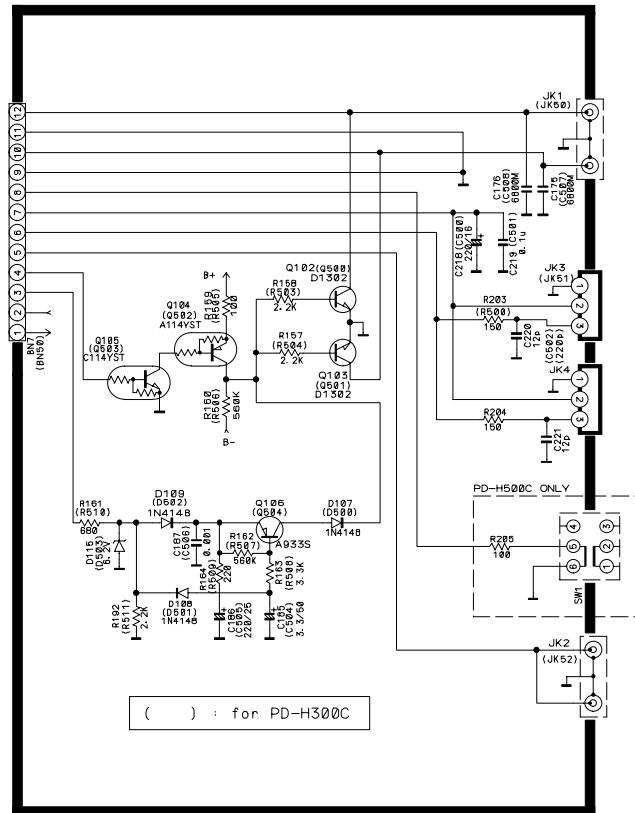 JK1
(JK50)
12
11
10
9
8
7
6
5
4
3
2
1
BN7
(BN50)
C176
(C508)
6800M
C175
(C507)
6800M
C218(C500)
220/16
C219 (C501)
0.1u
JK3
(JK51)
1
2
3
R203
(R500)
150
C220
12p
(C502)
(220p)
JK4
1
2
3
R204
150
C221
12p
B+
R159
(R505)
100
Q104
(Q502)
A114YST
Q105
(Q503)
C114YST
R158
(R503)
2.2K
Q102(Q500)
D1302
R157
(R504)
2.2K
Q103
(Q501)
D1302
R160
(R506)
560K
B-
R161
(R510)
680
D115
(D503)
6.2V
D109
(D502)
1N4148
C187
(C506)
0.001
Q106
(Q504)
A933S
D107
(D500)
1N4148
R162
(R507)
560K
R164
(R509)
220
R163
(R508)
3.3K
R192
(R511)
2.2K
D108
(D501)
1N4148
C186
(C505)
220/25
C185
(C504)
3.3/50
PD-H500C ONLY
R205
100
4
5
6
3
2
1
SW1
JK2
(JK52)
( ) : for PD-H300C